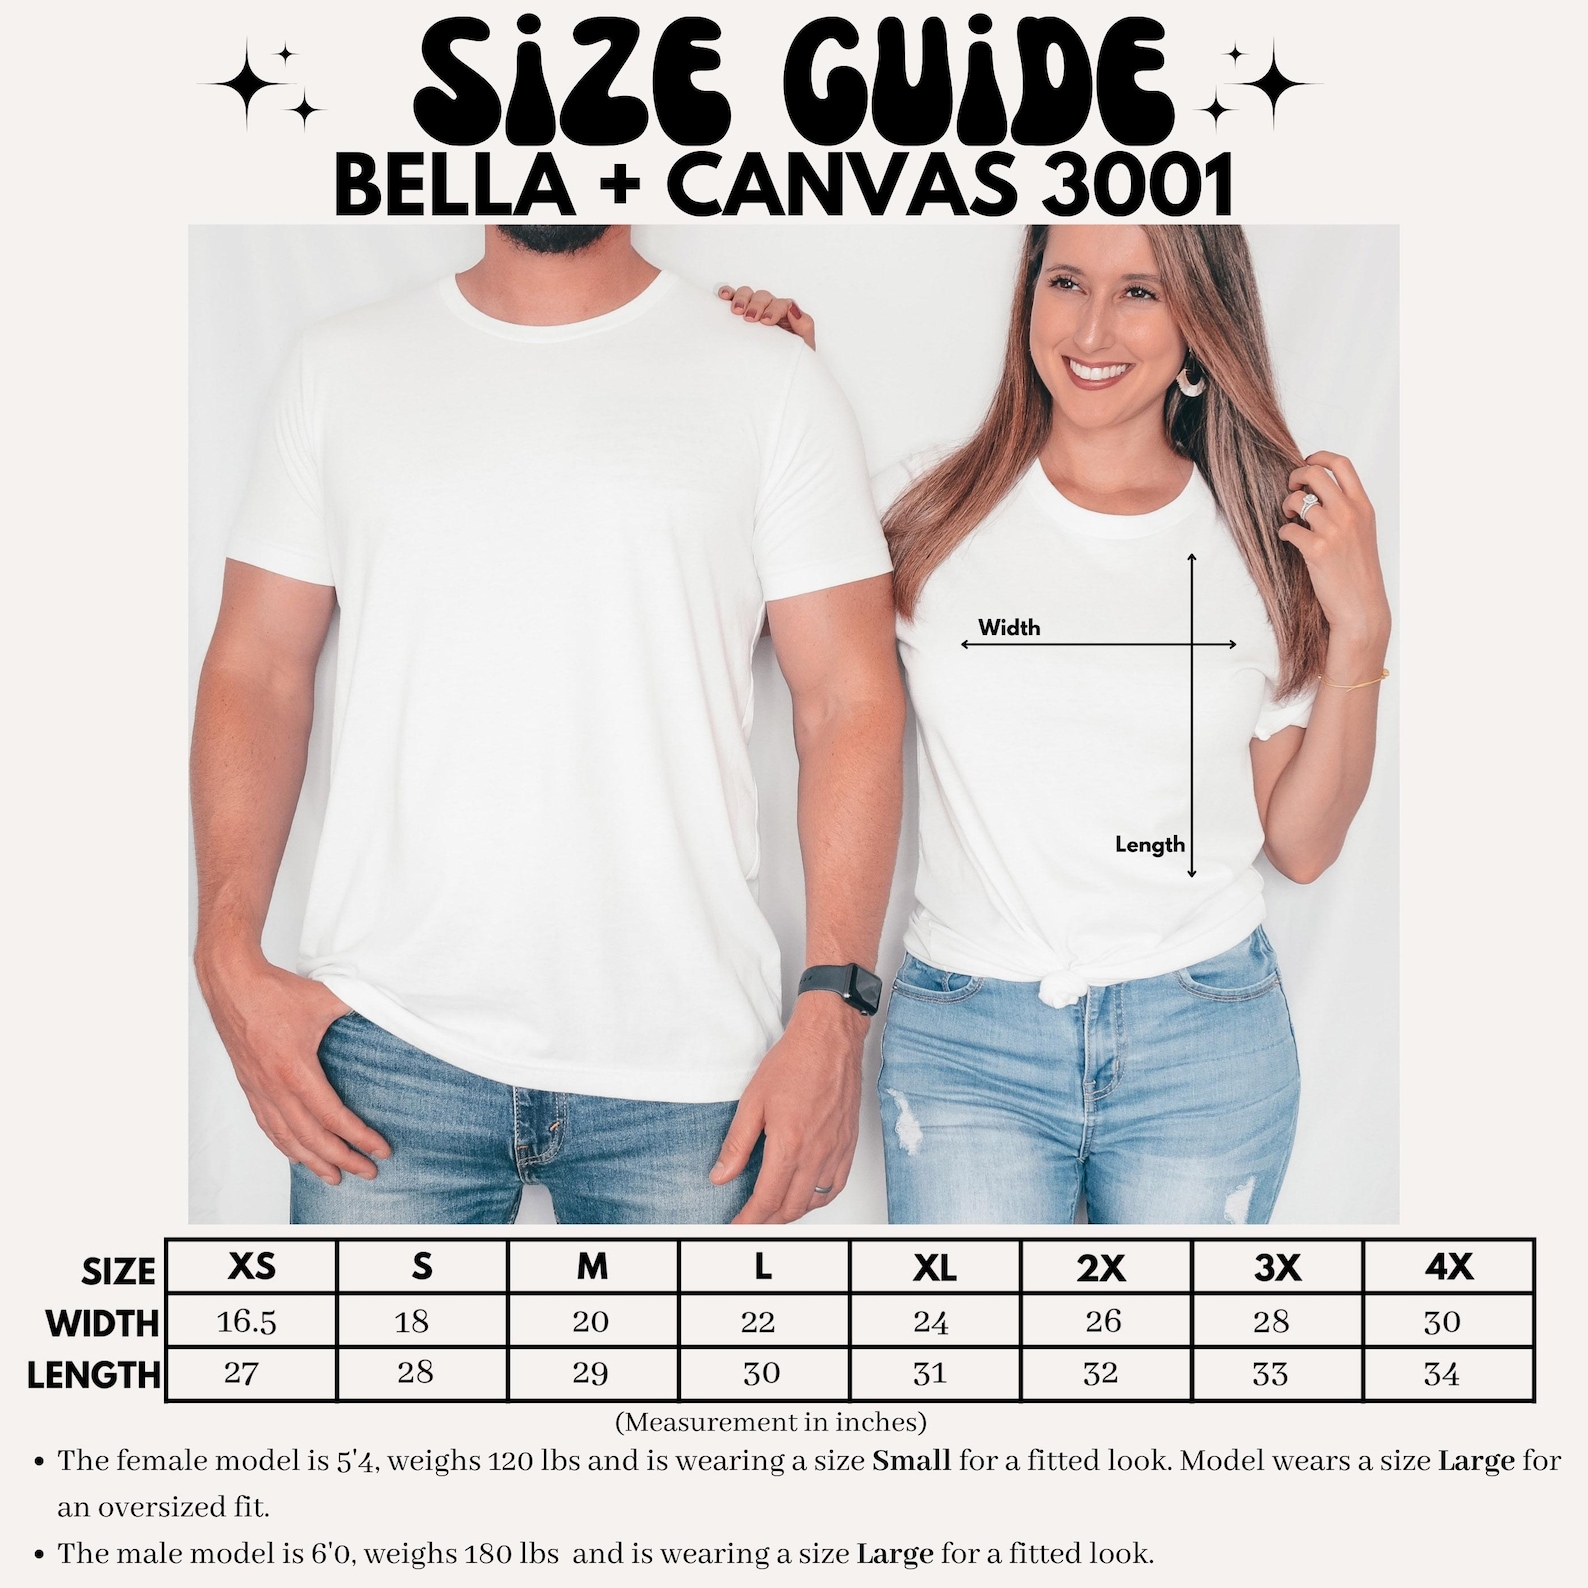 SiZE GUiDE
BELLA + CANVAS 3001
Width
Length
SIZE XS S M L XL 2X 3X 4X
WIDTH 16.5 18 20 22 24 26 28 30
LENGTH 27 28 29 30 31 32 33 34
(Measurement in inches)
• The female model is 5'4, weighs 120 lbs and is wearing a size Small for a fitted look. Model wears a size Large for
an oversized fit.
• The male model is 6'0, weighs 180 lbs and is wearing a size Large for a fitted look.